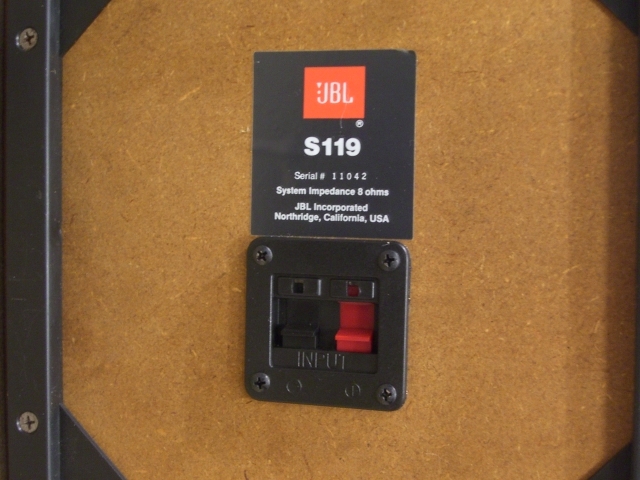 JBL
®
S119
Serial # 11042
System Impedance 8 ohms
JBL Incorporated
Northridge, California, USA
INPUT